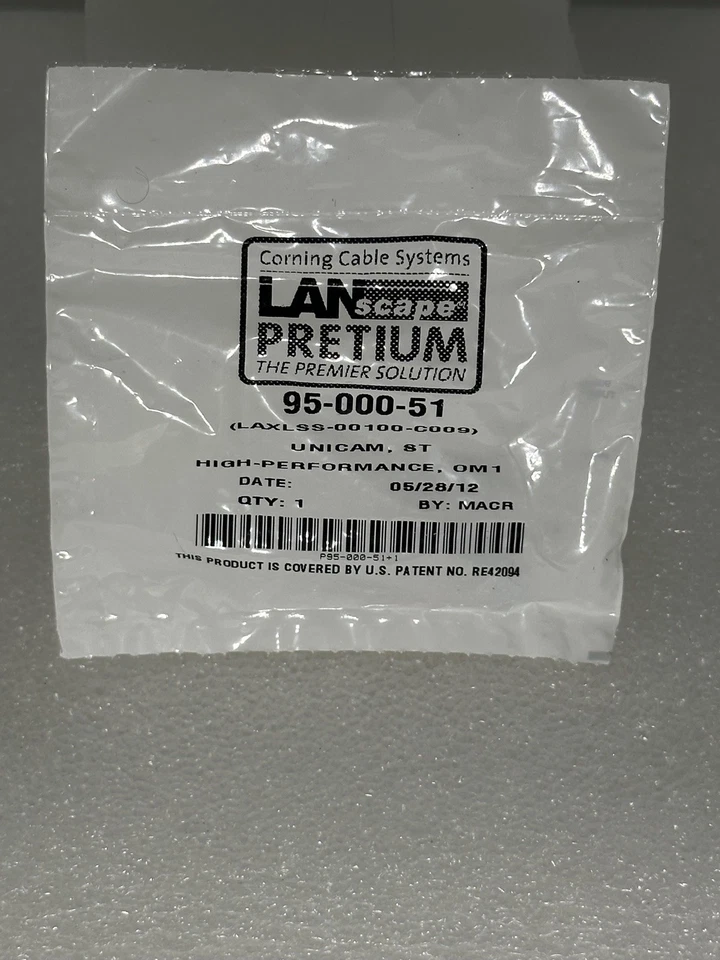 Corning Cable Systems
LANscape
PRETIUM
THE PREMIER SOLUTION
95-000-51
(LAXLSS-00100-C009)
UNICAM, ST
HIGH-PERFORMANCE, OM1
DATE: 05/28/12
QTY: 1 BY: MACR
P95-000-51+1
THIS PRODUCT IS COVERED BY U.S. PATENT NO. RE42094